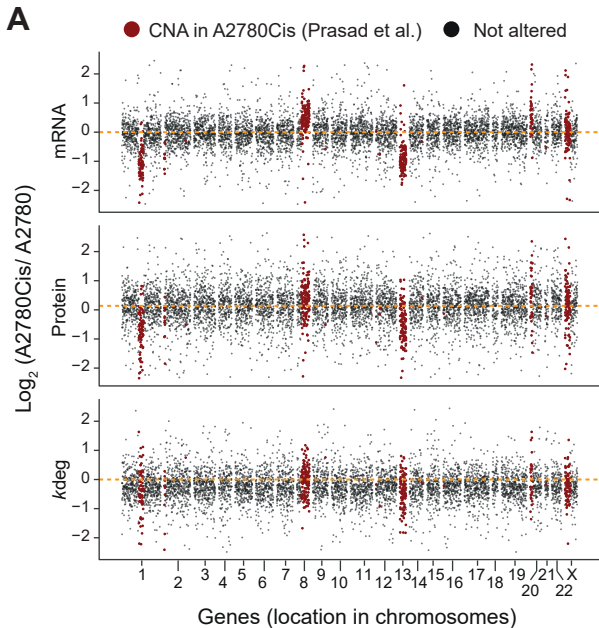 A
CNA in A2780Cis (Prasad et al.) Not altered
Log2 (A2780Cis/ A2780)
mRNA
2
1
0
−1
−2
Protein
2
1
0
−1
−2
kdeg
2
1
0
−1
−2
1 2 3 4 5 6 7 8 9 10 11 12 13 14 15 16 17 18 19 20 21 22 X
Genes (location in chromosomes)